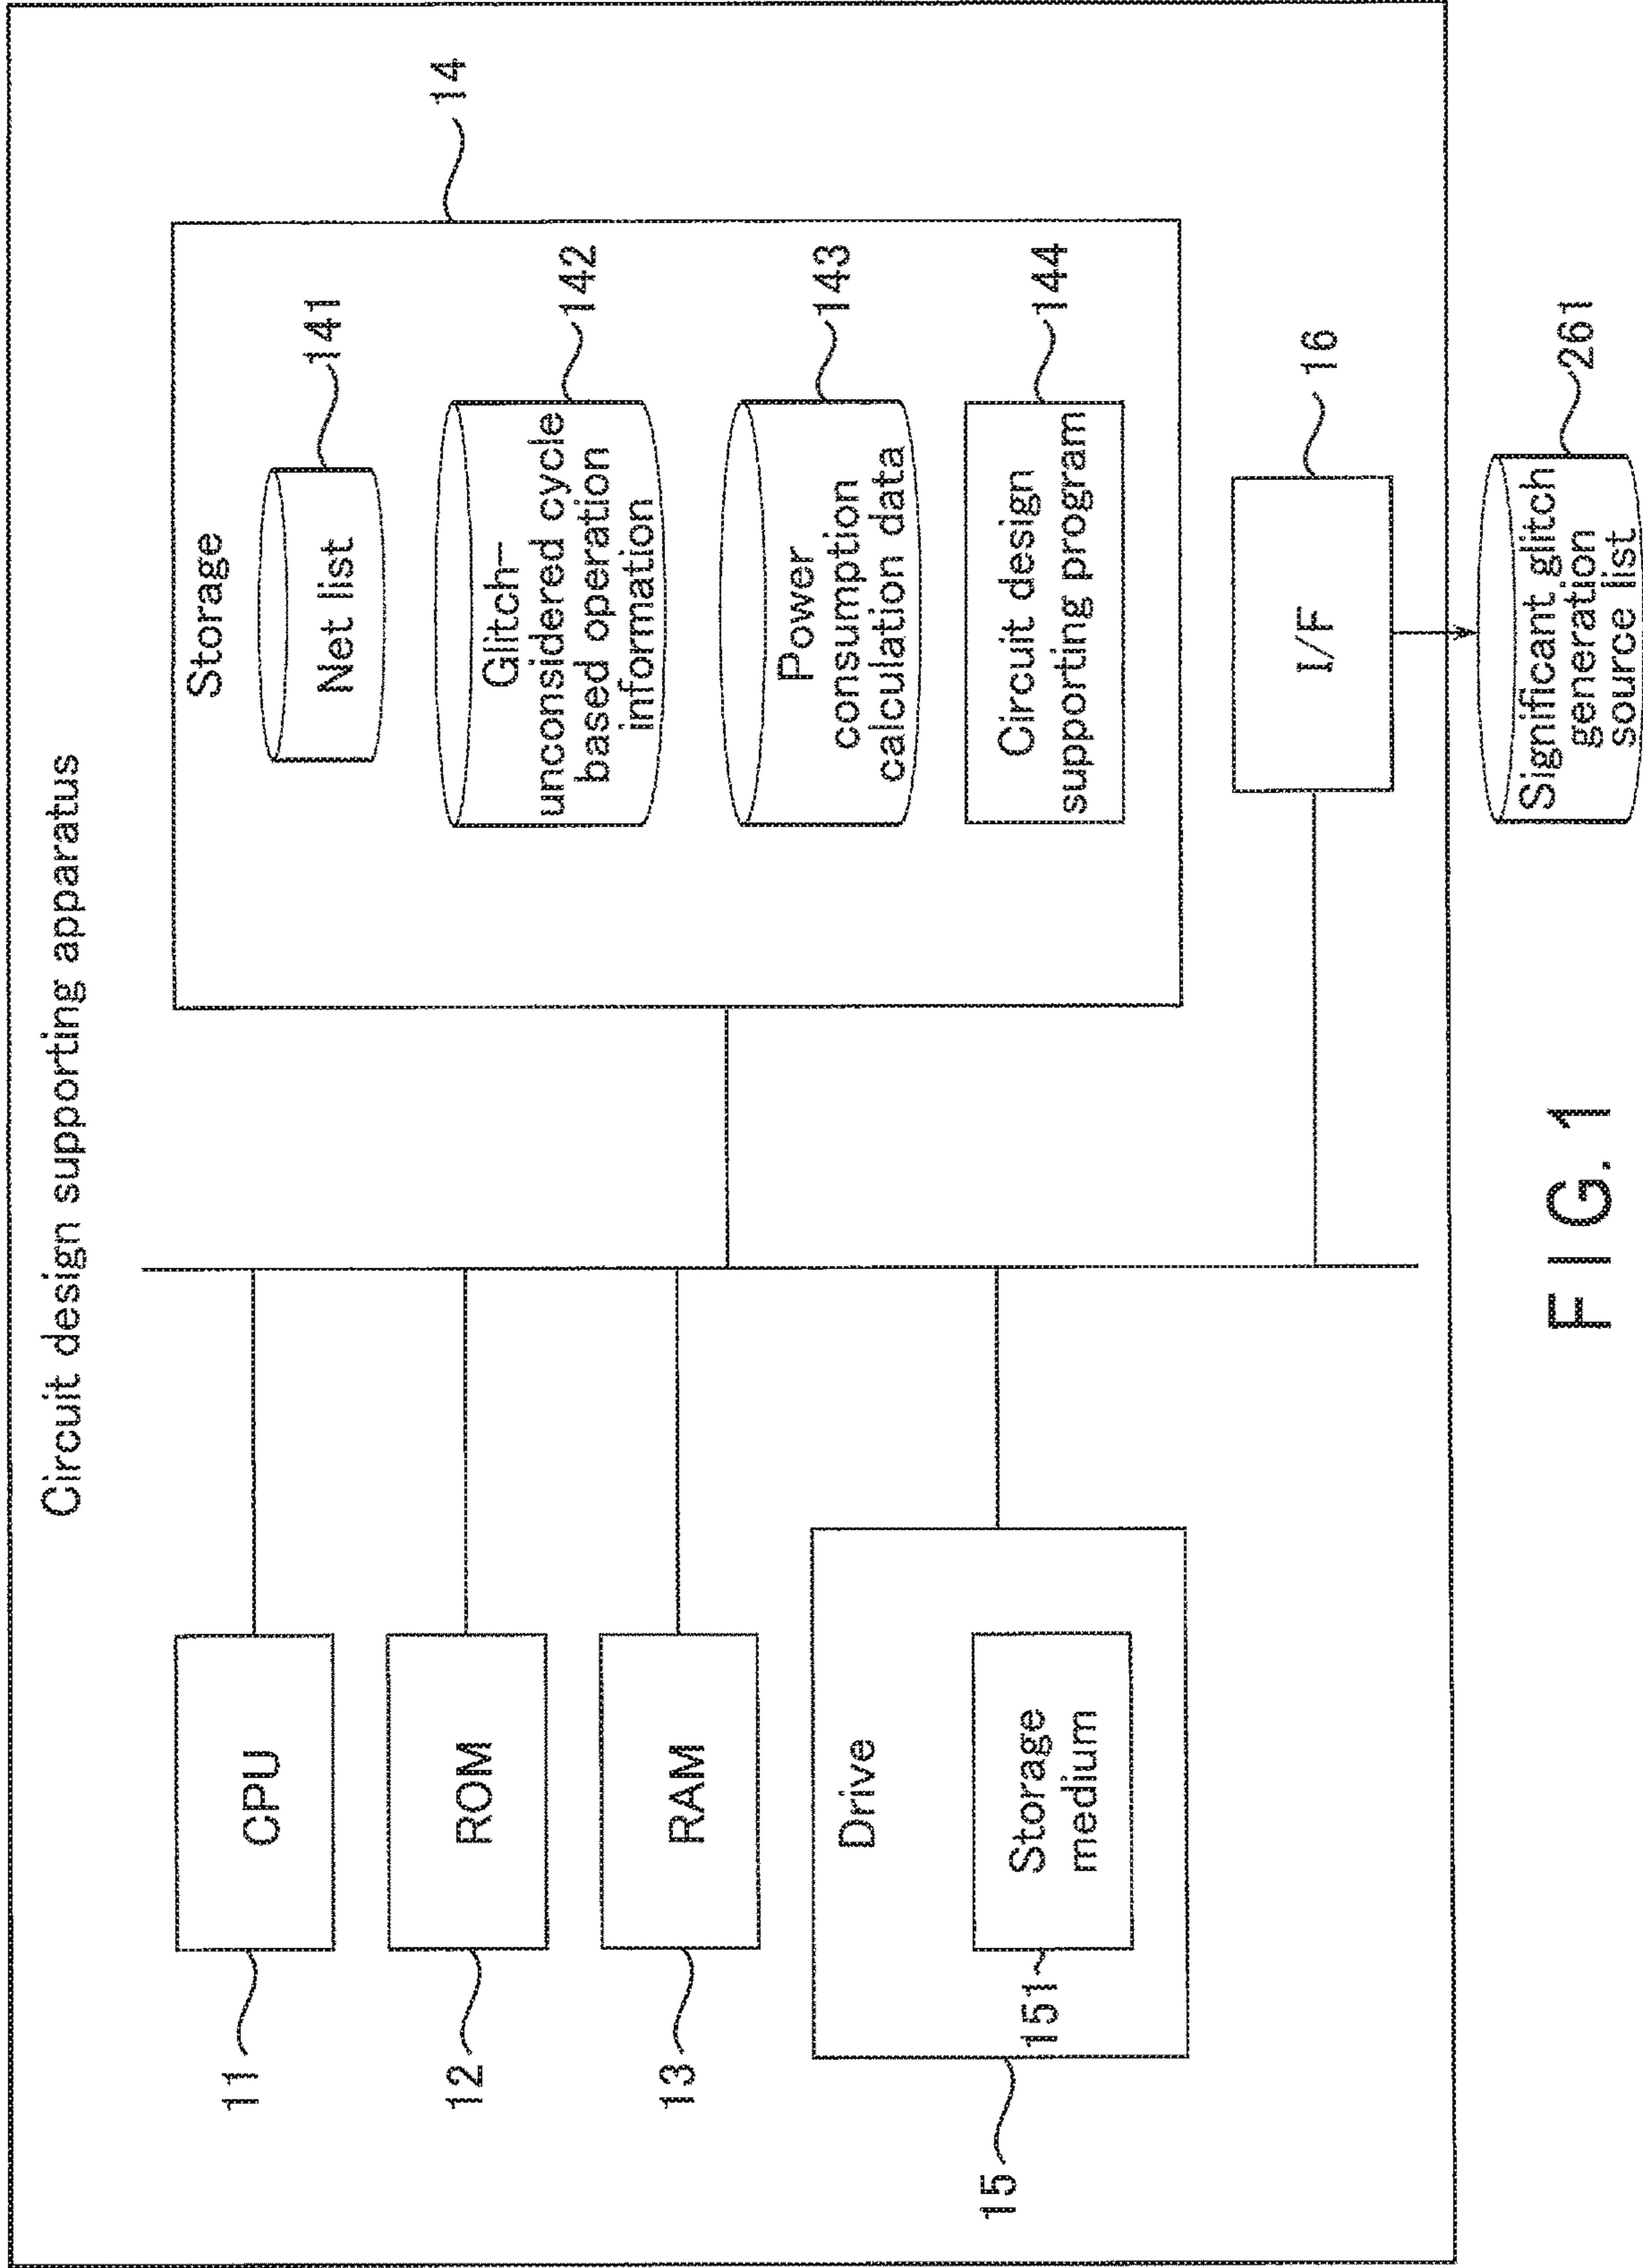 Circuit design supporting apparatus
11
CPU
12
ROM
13
RAM
15
Drive
151
Storage
medium
Storage
14
Net list
141
Glitch-
unconsidered cycle
based operation
information
142
Power
consumption
calculation data
143
Circuit design
supporting program
144
I/F
16
Significant glitch
generation
source list
261
FIG. 1